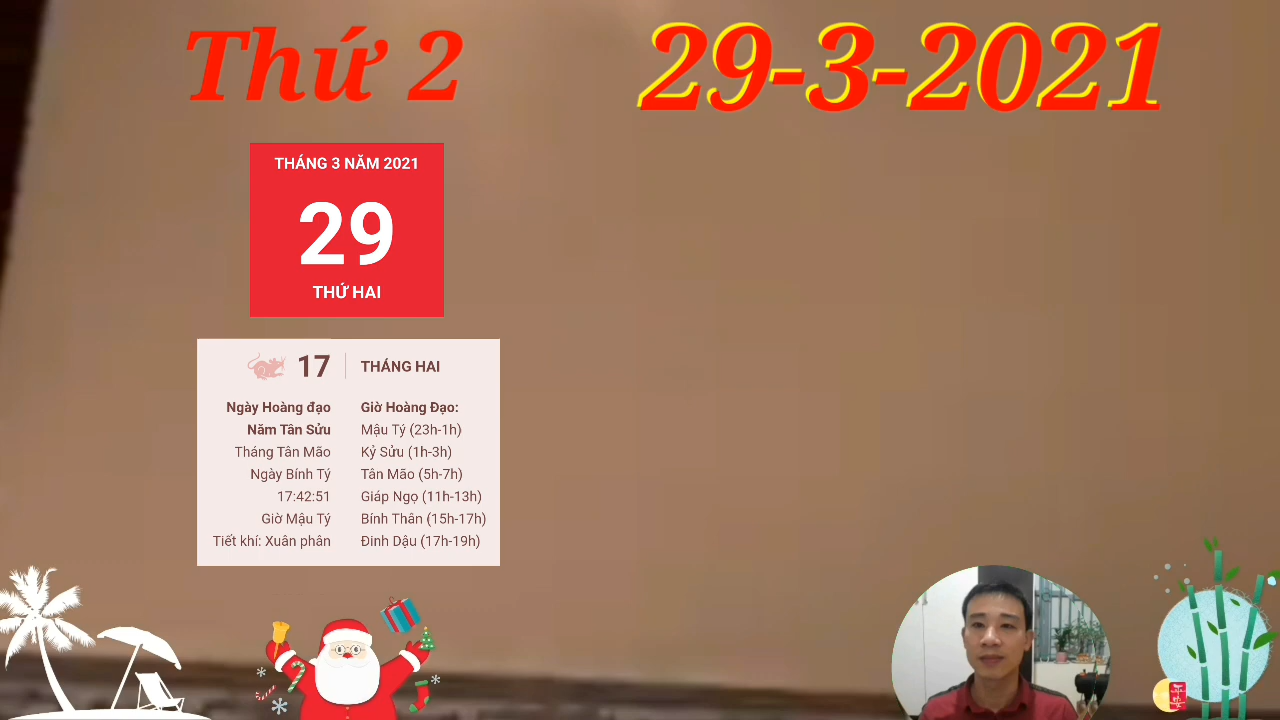 Thứ 2
29-3-2021
THÁNG 3 NĂM 2021
29
THỨ HAI
17
THÁNG HAI
Ngày Hoàng đạo
Năm Tân Sửu
Tháng Tân Mão
Ngày Bính Tý
17:42:51
Giờ Mậu Tý
Tiết khí: Xuân phân
Giờ Hoàng Đạo:
Mậu Tý (23h-1h)
Kỷ Sửu (1h-3h)
Tân Mão (5h-7h)
Giáp Ngọ (11h-13h)
Bính Thân (15h-17h)
Đinh Dậu (17h-19h)